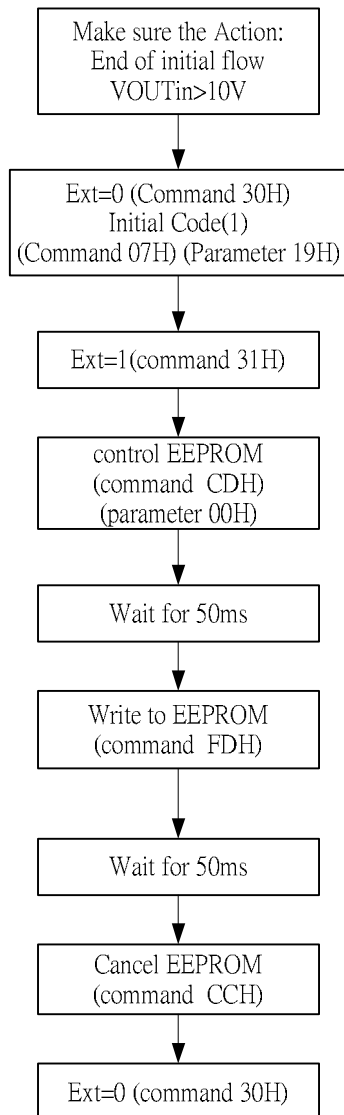 Make sure the Action:
End of initial flow
VOUTin>10V
Ext=0 (Command 30H)
Initial Code(1)
(Command 07H) (Parameter 19H)
Ext=1(command 31H)
control EEPROM
(command CDH)
(parameter 00H)
Wait for 50ms
Write to EEPROM
(command FDH)
Wait for 50ms
Cancel EEPROM
(command CCH)
Ext=0 (command 30H)